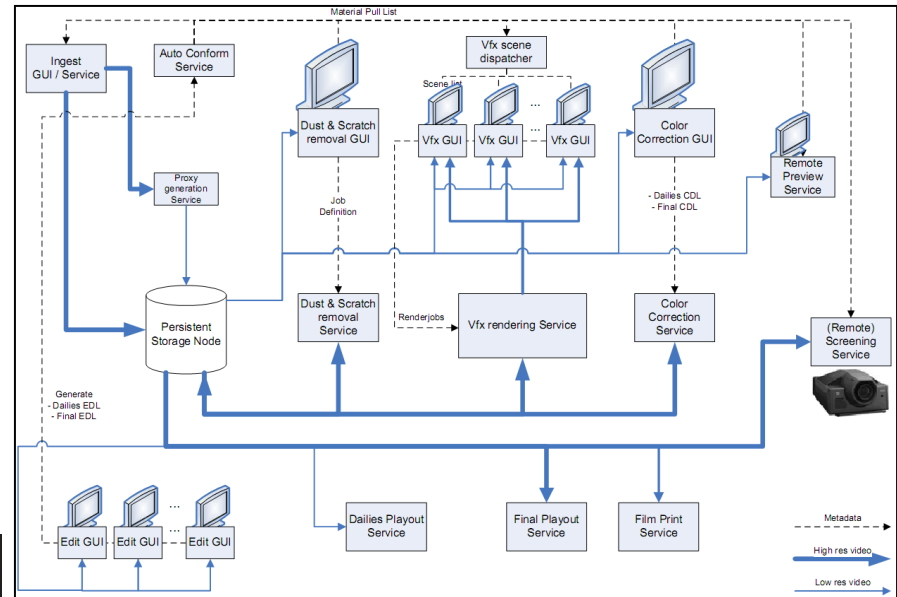 Material Pull List
Ingest
GUI / Service
Auto Conform
Service
Vfx scene
dispatcher
Scene list
...
...
Dust & Scratch
removal GUI
Vfx GUI
Vfx GUI
Vfx GUI
Color
Correction GUI
Remote
Preview
Service
Proxy
generation
Service
Job
Definition
- Dailies CDL
- Final CDL
Persistent
Storage Node
Dust & Scratch
removal
Service
Renderjobs
Vfx rendering Service
Color
Correction
Service
(Remote)
Screening
Service
Generate
- Dailies EDL
- Final EDL
...
...
Edit GUI
Edit GUI
Edit GUI
Dailies Playout
Service
Final Playout
Service
Film Print
Service
Metadata
High res video
Low res video